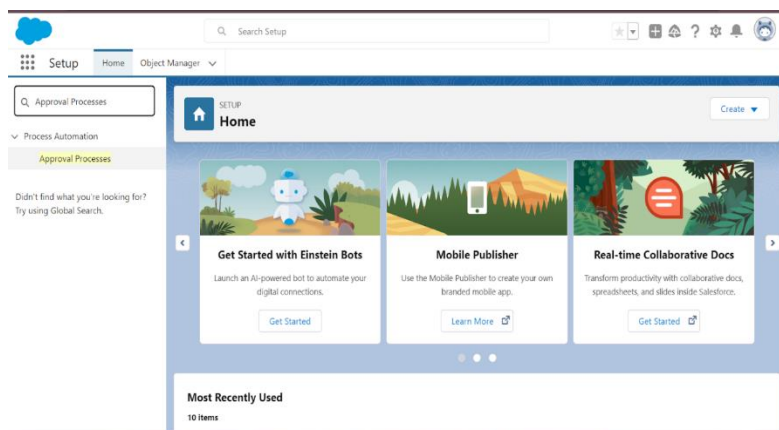 Search Setup
Setup
Home
Object Manager
Approval Processes
Process Automation
Approval Processes
Didn't find what you're looking for?
Try using Global Search.
SETUP
Home
Create
Get Started with Einstein Bots
Launch an AI-powered bot to automate your
digital connections.
Get Started
Mobile Publisher
Use the Mobile Publisher to create your own
branded mobile app.
Learn More
Real-time Collaborative Docs
Transform productivity with collaborative docs,
spreadsheets, and slides inside Salesforce.
Get Started
Most Recently Used
10 items